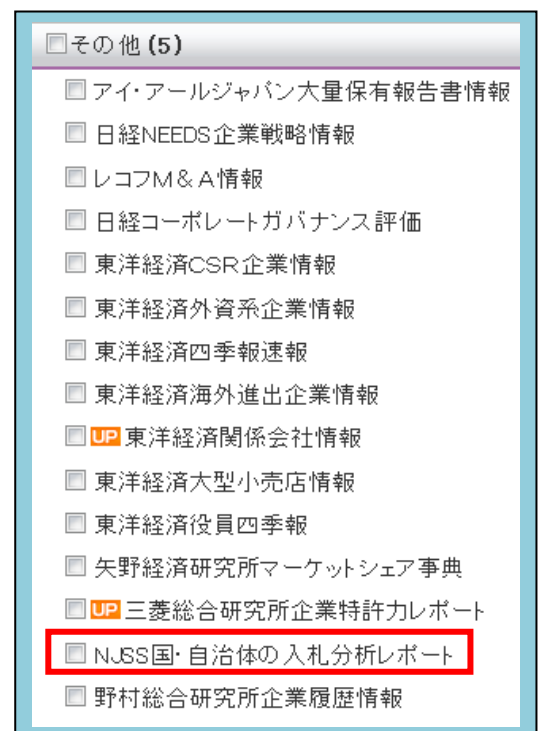 その他 (5)
アイ・アールジャパン大量保有報告書情報
日経NEEDS企業戦略情報
レコフM＆A情報
日経コーポレートガバナンス評価
東洋経済CSR企業情報
東洋経済外資系企業情報
東洋経済四季報速報
東洋経済海外進出企業情報
UP 東洋経済関係会社情報
東洋経済大型小売店情報
東洋経済役員四季報
矢野経済研究所マーケットシェア事典
UP 三菱総合研究所企業特許力レポート
NJSS国・自治体の入札分析レポート
野村総合研究所企業履歴情報